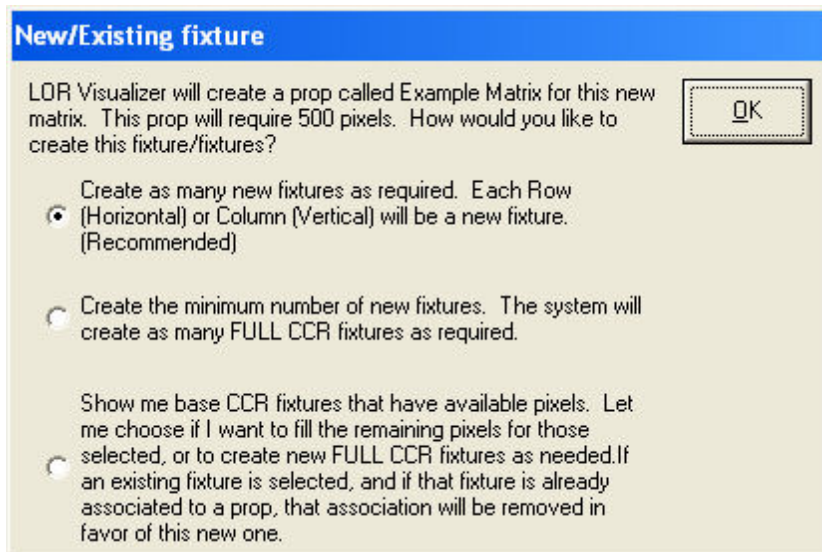 New/Existing fixture
LOR Visualizer will create a prop called Example Matrix for this new
matrix.  This prop will require 500 pixels.  How would you like to
create this fixture/fixtures?
OK
Create as many new fixtures as required.  Each Row
(Horizontal) or Column (Vertical) will be a new fixture.
(Recommended)
Create the minimum number of new fixtures.  The system will
create as many FULL CCR fixtures as required.
Show me base CCR fixtures that have available pixels.  Let
me choose if I want to fill the remaining pixels for those
selected, or to create new FULL CCR fixtures as needed.If
an existing fixture is selected, and if that fixture is already
associated to a prop, that association will be removed in
favor of this new one.